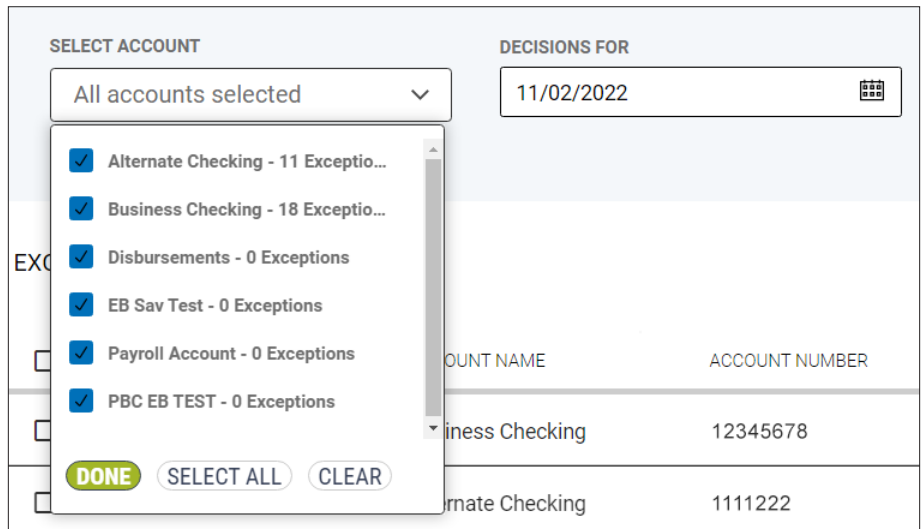 SELECT ACCOUNT DECISIONS FOR
All accounts selected 11/02/2022
Alternate Checking - 11 Exceptio...
Business Checking - 18 Exceptio...
Disbursements - 0 Exceptions
EXC
EB Sav Test - 0 Exceptions
Payroll Account - 0 Exceptions
OUNT NAME ACCOUNT NUMBER
PBC EB TEST - 0 Exceptions
iness Checking 12345678
DONE SELECT ALL CLEAR
rnate Checking 1111222